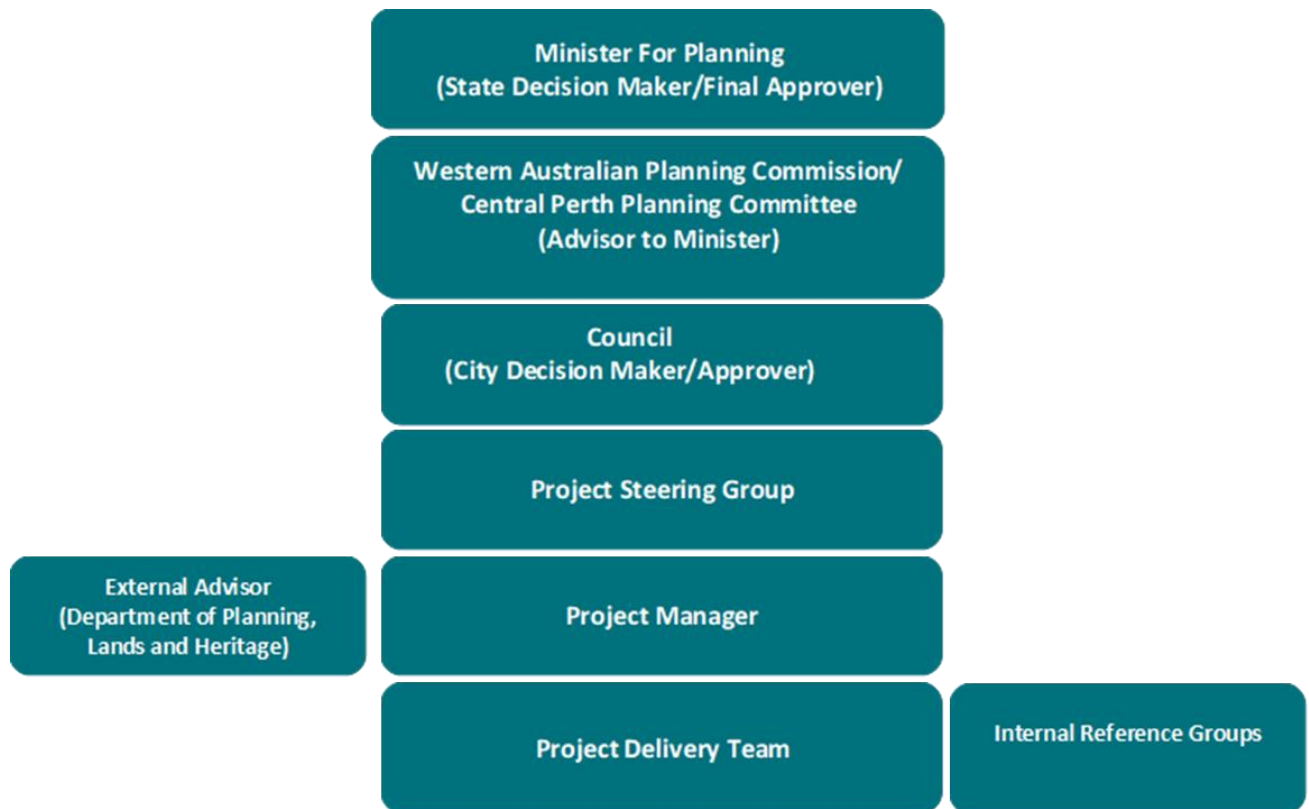 Minister For Planning
(State Decision Maker/Final Approver)
Western Australian Planning Commission/
Central Perth Planning Committee
(Advisor to Minister)
Council
(City Decision Maker/Approver)
Project Steering Group
External Advisor
(Department of Planning,
Lands and Heritage)
Project Manager
Project Delivery Team
Internal Reference Groups